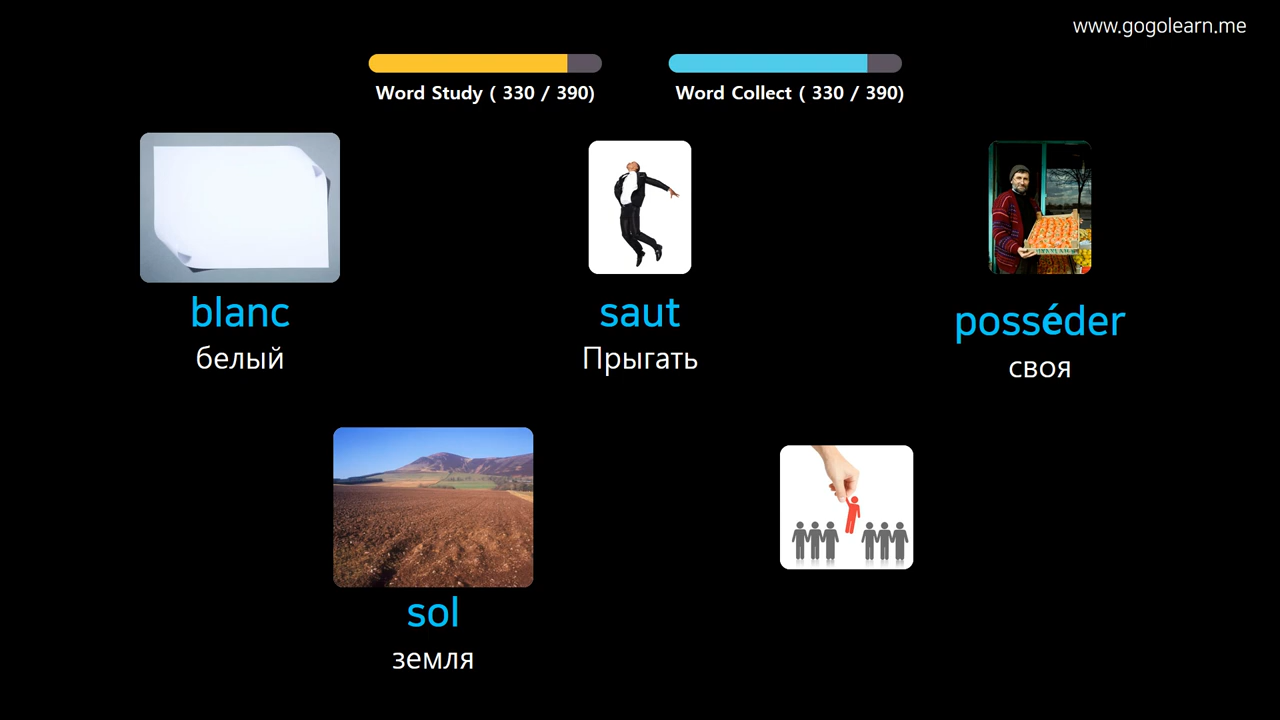 www.gogolearn.me
Word Study ( 330 / 390)
Word Collect ( 330 / 390)
blanc
белый
saut
Прыгать
posséder
своя
sol
земля